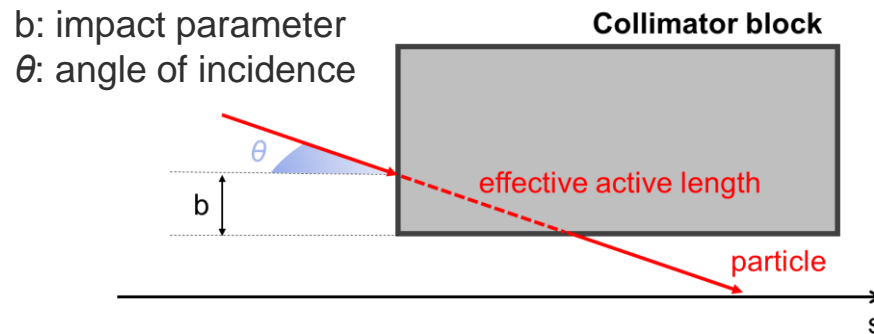 b: impact parameter
Collimator block
θ: angle of incidence
θ
effective active length
b
particle
s